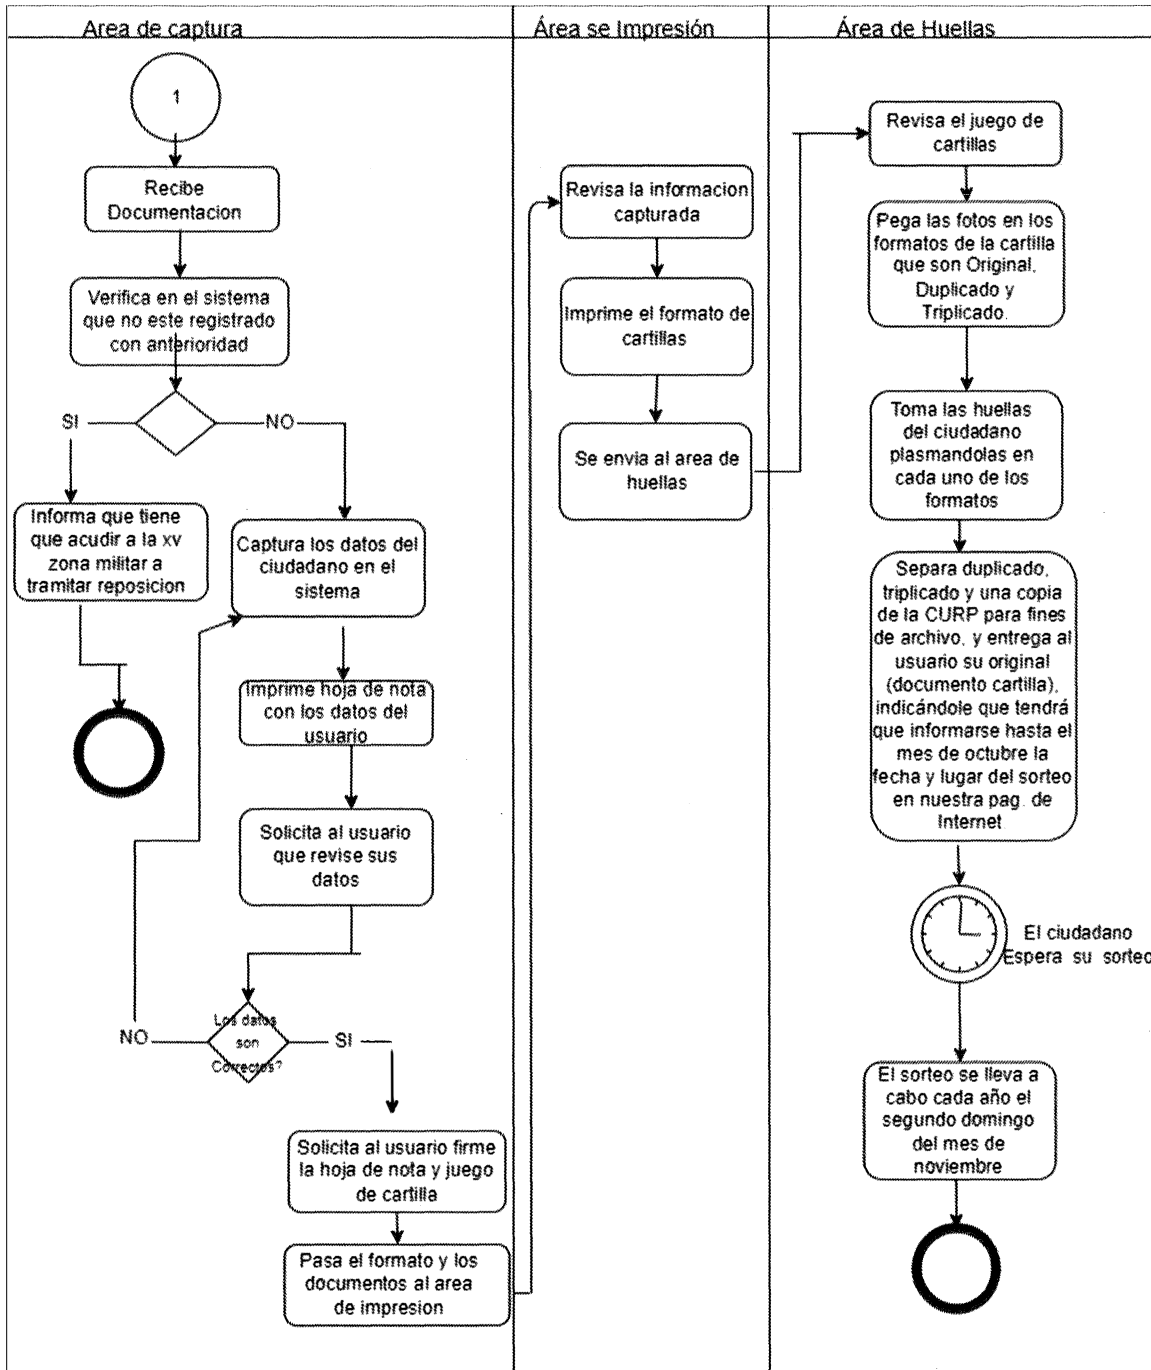 Area de captura
Área se Impresión
Área de Huellas
1
Recibe
Documentacion
Verifica en el sistema
que no este registrado
con anterioridad
SI
NO
Informa que tiene
que acudir a la xv
zona militar a
tramitar reposicion
Captura los datos del
ciudadano en el
sistema
Imprime hoja de nota
con los datos del
usuario
Solicita al usuario
que revise sus
datos
Los datos
son
Correctos?
NO
SI
Solicita al usuario firme
la hoja de nota y juego
de cartilla
Pasa el formato y los
documentos al area
de impresion
Revisa la informacion
capturada
Imprime el formato de
cartillas
Se envia al area de
huellas
Revisa el juego de
cartillas
Pega las fotos en los
formatos de la cartilla
que son Original,
Duplicado y
Triplicado.
Toma las huellas
del ciudadano
plasmandolas en
cada uno de los
formatos
Separa duplicado,
triplicado y una copia
de la CURP para fines
de archivo, y entrega al
usuario su original
(documento cartilla),
indicándole que tendrá
que informarse hasta el
mes de octubre la
fecha y lugar del sorteo
en nuestra pag. de
Internet
El ciudadano
Espera su sorteo
El sorteo se lleva a
cabo cada año el
segundo domingo
del mes de
noviembre